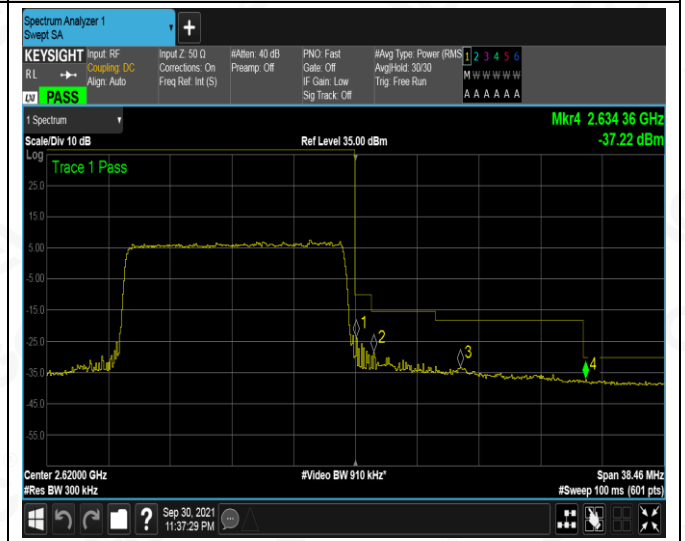 Spectrum Analyzer 1
Swept SA
+
KEYSIGHT
RL
LXI PASS
Input: RF
Coupling: DC
Align: Auto
Input Z: 50 Ω
Corrections: On
Freq Ref: Int (S)
#Atten: 40 dB
Preamp: Off
PNO: Fast
Gate: Off
IF Gain: Low
Sig Track: Off
#Avg Type: Power (RMS
Avg|Hold: 30/30
Trig: Free Run
1 2 3 4 5 6
M W W W W W
A A A A A A
1 Spectrum
Mkr4 2.634 36 GHz
Scale/Div 10 dB
Ref Level 35.00 dBm
-37.22 dBm
Log
Trace 1 Pass
25.0
15.0
5.00
-5.00
-15.0
1
-25.0
2
3
4
-35.0
-45.0
-55.0
Center 2.62000 GHz
#Video BW 910 kHz*
Span 38.46 MHz
#Res BW 300 kHz
#Sweep 100 ms (601 pts)
?
Sep 30, 2021
11:37:29 PM